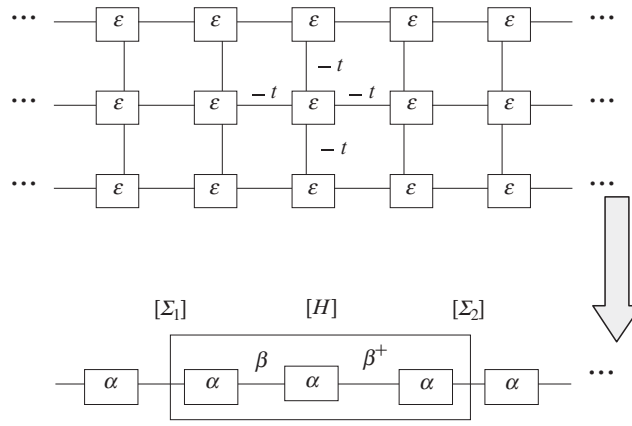 ... ε ε ε ε ε ...
− t
... ε ε − t ε − t ε ε ...
− t
... ε ε ε ε ε ...
[Σ1] [H] [Σ2]
β β+
α α α α α ...